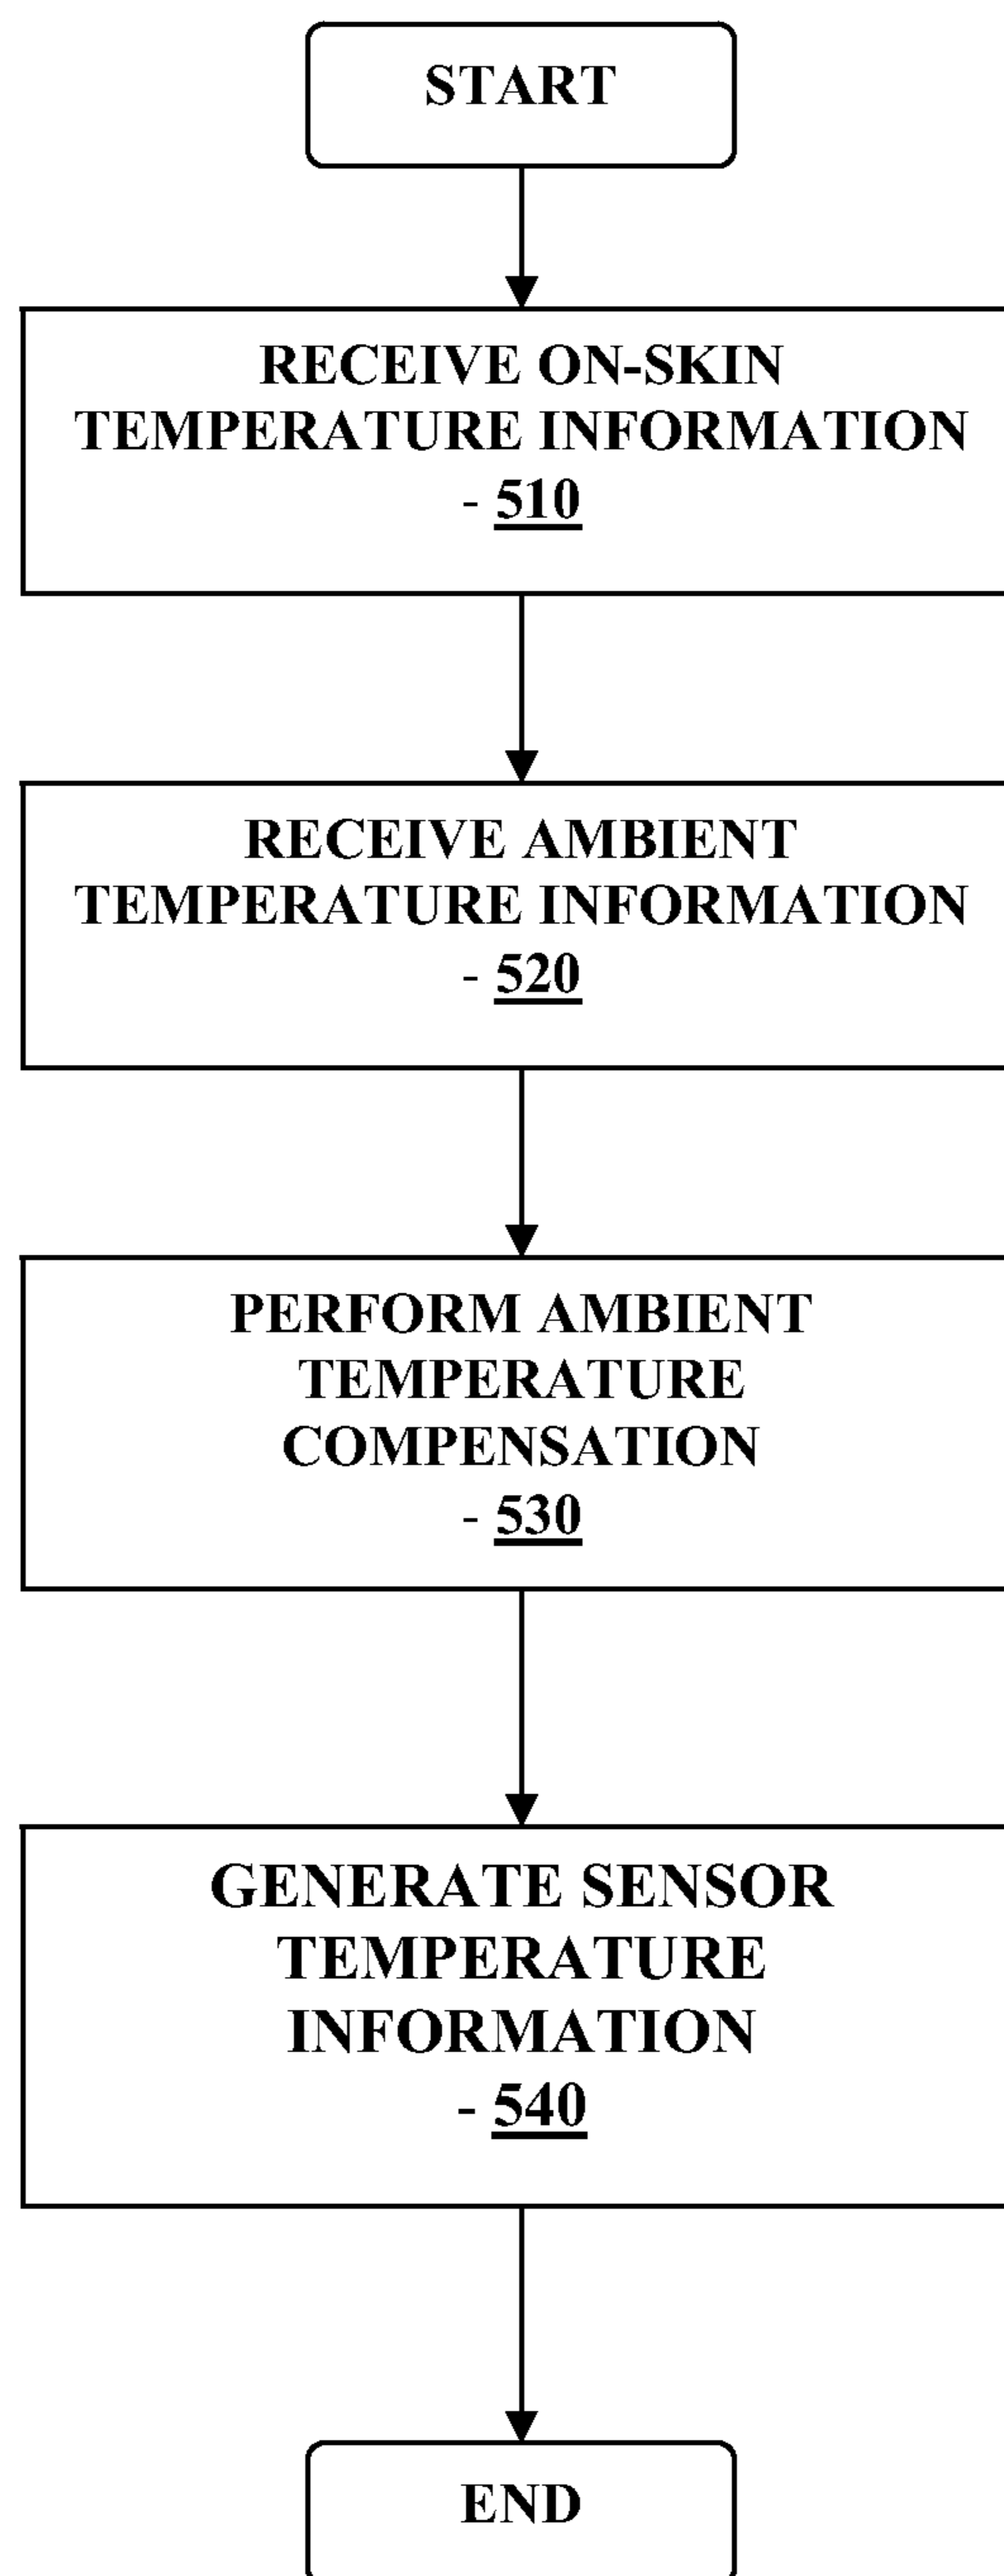 START
RECEIVE ON-SKIN
TEMPERATURE INFORMATION
- 510
RECEIVE AMBIENT
TEMPERATURE INFORMATION
- 520
PERFORM AMBIENT
TEMPERATURE
COMPENSATION
- 530
GENERATE SENSOR
TEMPERATURE
INFORMATION
- 540
END